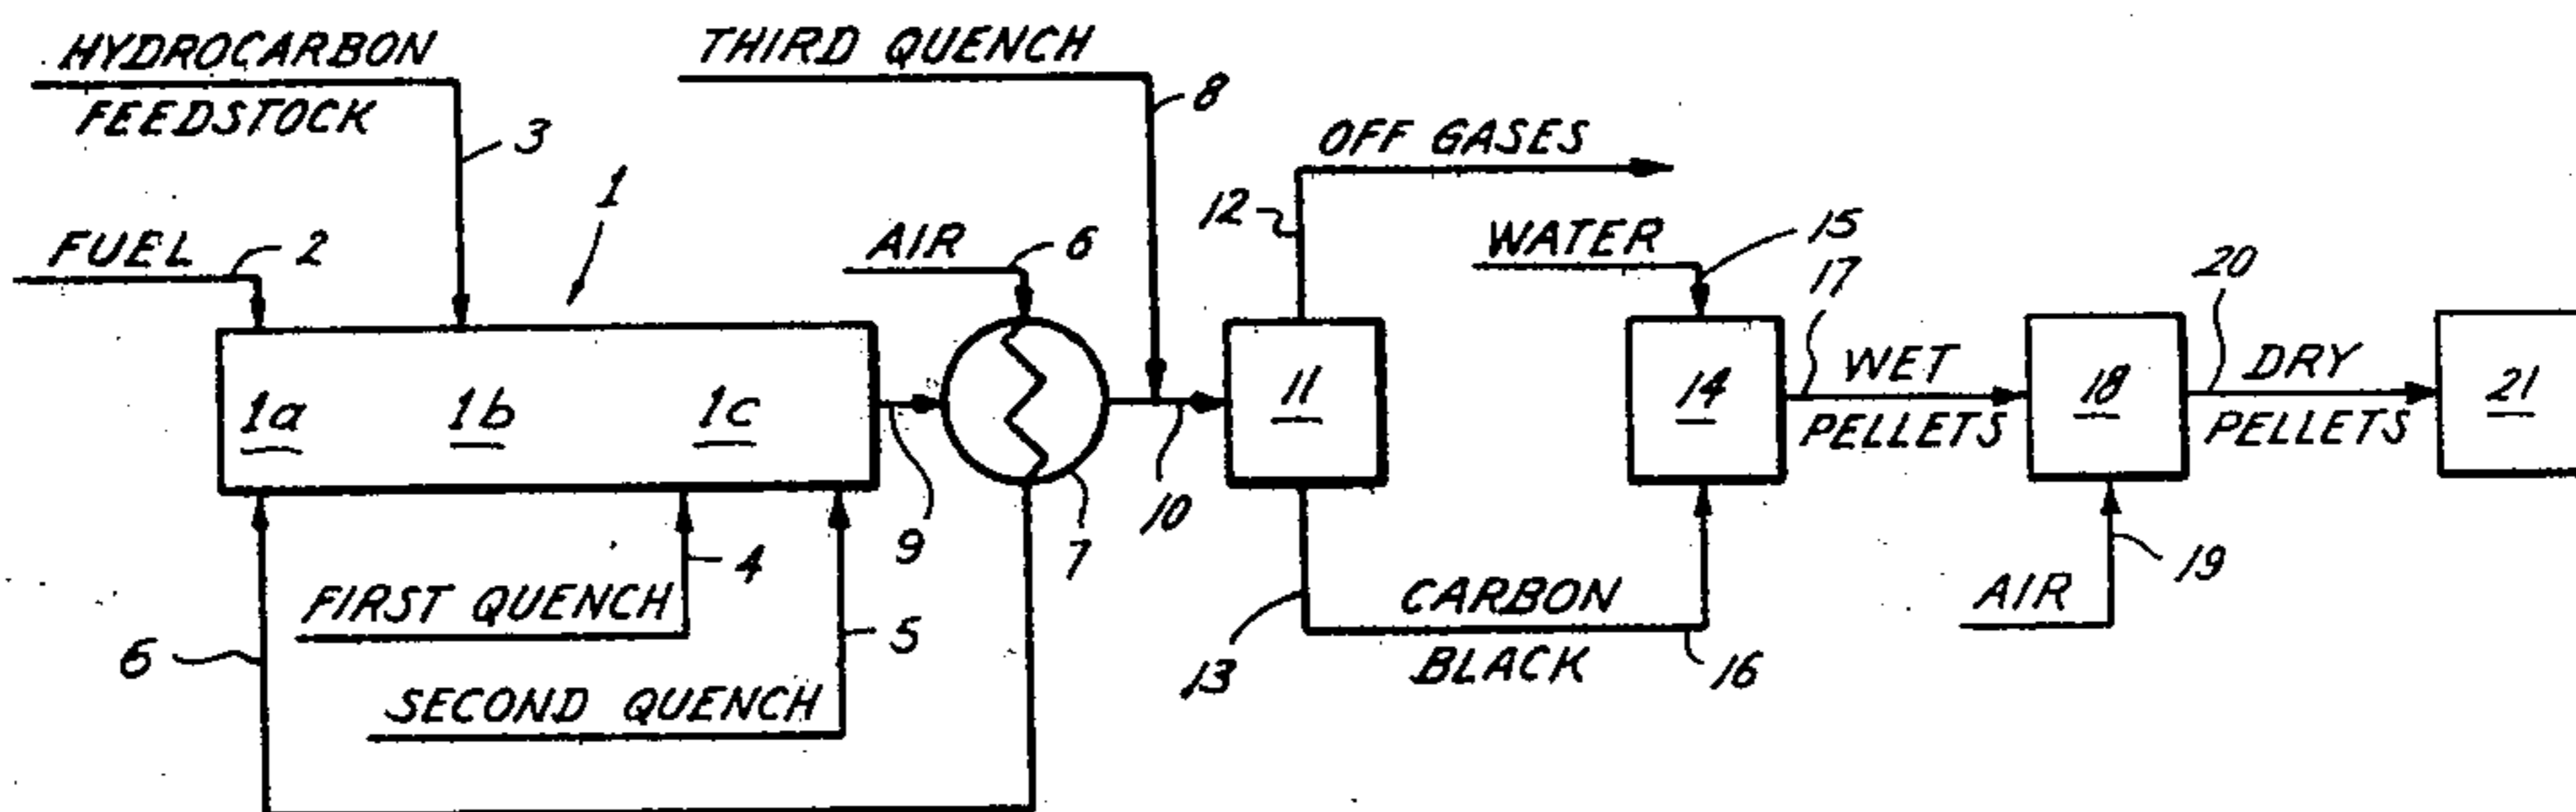 HYDROCARBON
FEEDSTOCK
3
THIRD QUENCH
8
OFF GASES
12
1
FUEL
2
AIR
6
WATER
15
17
20
1a
1b
1c
9
7
10
11
14
WET
PELLETS
18
DRY
PELLETS
21
FIRST QUENCH
4
SECOND QUENCH
5
6
13
CARBON
BLACK
16
AIR
19